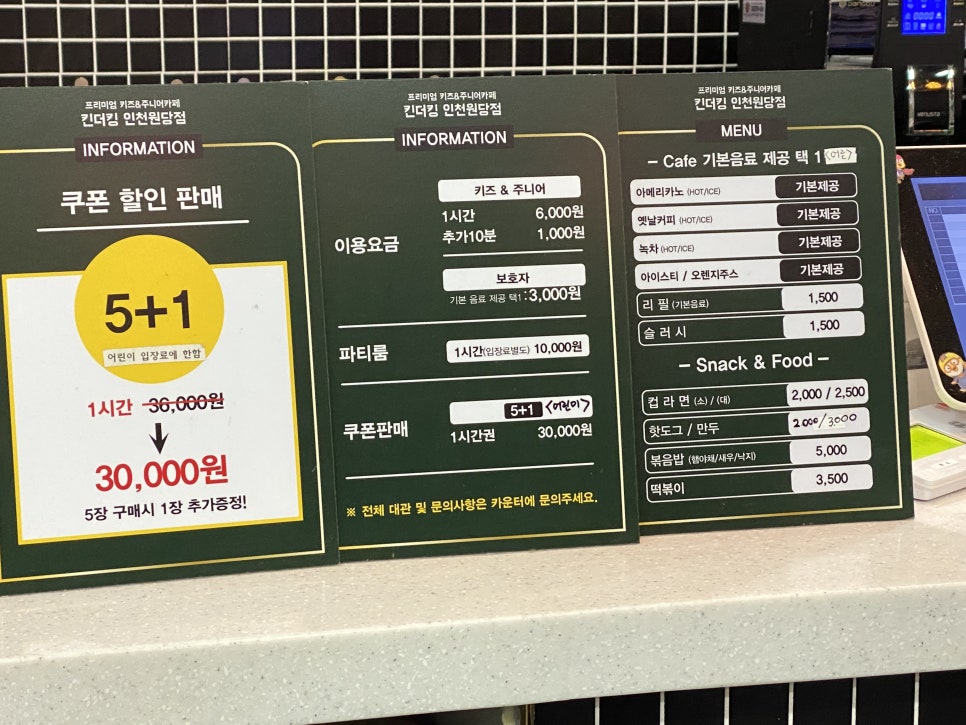 프리미엄 키즈&주니어카페
킨더킹 인천원당점
INFORMATION
쿠폰 할인 판매
5+1
어린이 입장료에 한함
1시간 36,000원
30,000원
5장 구매시 1장 추가증정!
프리미엄 키즈&주니어카페
킨더킹 인천원당점
INFORMATION
이용요금
키즈 & 주니어
1시간 6,000원
추가10분 1,000원
보호자
기본 음료 제공 택1:3,000원
파티룸
1시간(입장료별도) 10,000원
쿠폰판매
5+1 <어린이>
1시간권 30,000원
※ 전체 대관 및 문의사항은 카운터에 문의주세요.
프리미엄 키즈&주니어카페
킨더킹 인천원당점
MENU
– Cafe 기본음료 제공 택 1 <어른>
아메리카노 (HOT/ICE) 기본제공
옛날커피 (HOT/ICE) 기본제공
녹차 (HOT/ICE) 기본제공
아이스티 / 오렌지주스 기본제공
리 필 (기본음료) 1,500
슬 러 시 1,500
– Snack & Food –
컵 라 면 (소) / (대) 2,000 / 2,500
핫도그 / 만두 2000/3000
볶음밥 (햄야채/새우/낙지) 5,000
떡볶이 3,500
NO